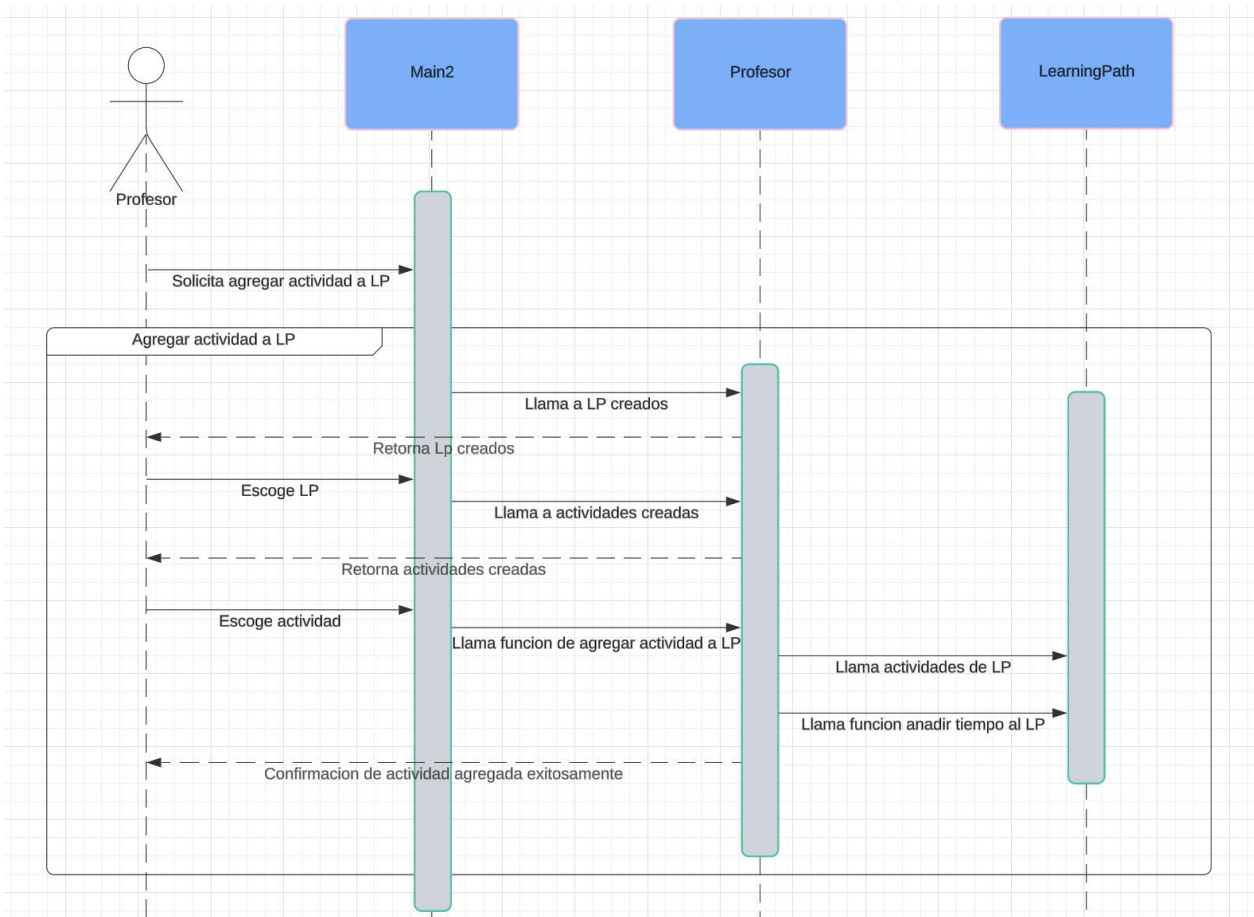 Main2
Profesor
LearningPath
Profesor
Solicita agregar actividad a LP
Agregar actividad a LP
Llama a LP creados
Retorna Lp creados
Escoge LP
Llama a actividades creadas
Retorna actividades creadas
Escoge actividad
Llama funcion de agregar actividad a LP
Llama actividades de LP
Llama funcion anadir tiempo al LP
Confirmacion de actividad agregada exitosamente